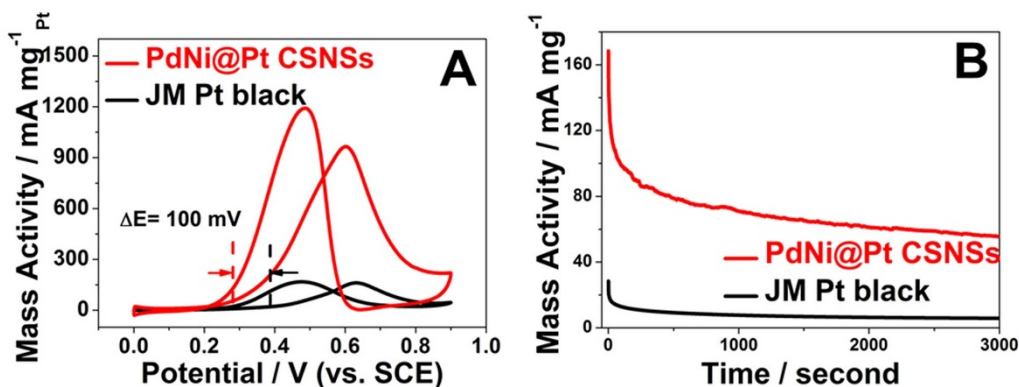 Mass Activity / mA mg⁻¹ Pt
1500
1200
900
600
300
0
PdNi@Pt CSNSs
JM Pt black
A
ΔE= 100 mV
0.0 0.2 0.4 0.6 0.8 1.0
Potential / V (vs. SCE)
Mass Activity / mA mg⁻¹
160
120
80
40
0
B
PdNi@Pt CSNSs
JM Pt black
0 1000 2000 3000
Time / second